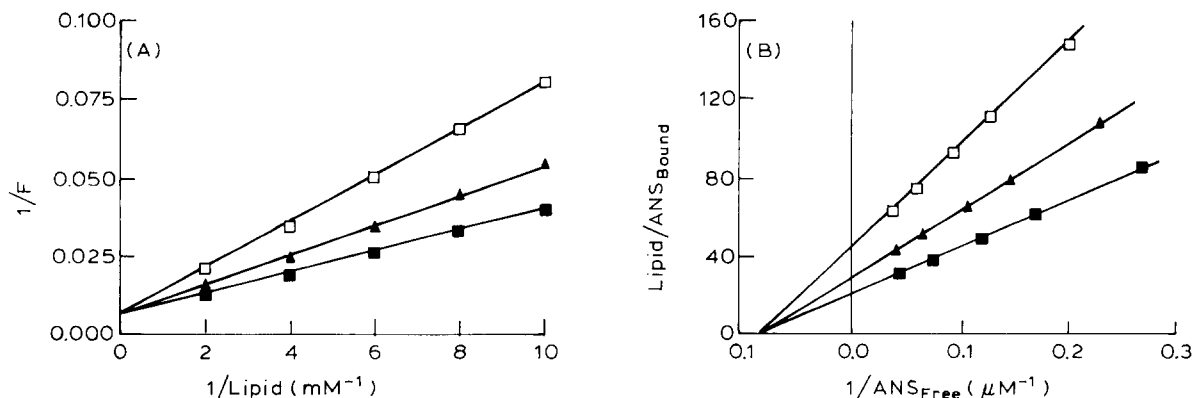 (A)
0.100
0.075
0.050
0.025
0.000
1/F
0 2 4 6 8 10
1/Lipid (mM⁻¹)
(B)
160
120
80
40
0
Lipid/ANS_Bound
0.1 0.0 0.1 0.2 0.3
1/ANS_Free (μM⁻¹)